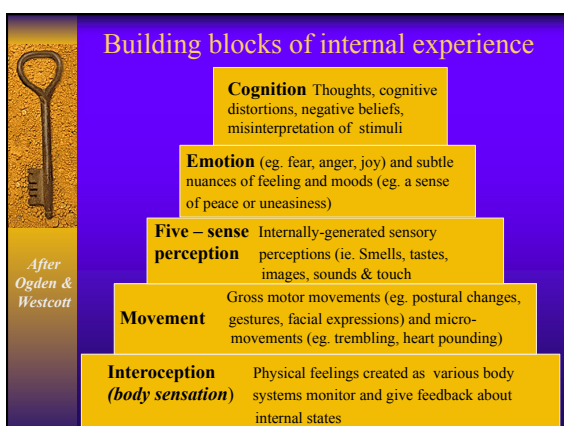 Building blocks of internal experience
Cognition Thoughts, cognitive
distortions, negative beliefs,
misinterpretation of stimuli
Emotion (eg. fear, anger, joy) and subtle
nuances of feeling and moods (eg. a sense
of peace or uneasiness)
Five – sense Internally-generated sensory
perception perceptions (ie. Smells, tastes,
images, sounds & touch
Gross motor movements (eg. postural changes,
Movement gestures, facial expressions) and micro-
movements (eg. trembling, heart pounding)
Interoception Physical feelings created as various body
(body sensation) systems monitor and give feedback about
internal states
After
Ogden &
Westcott